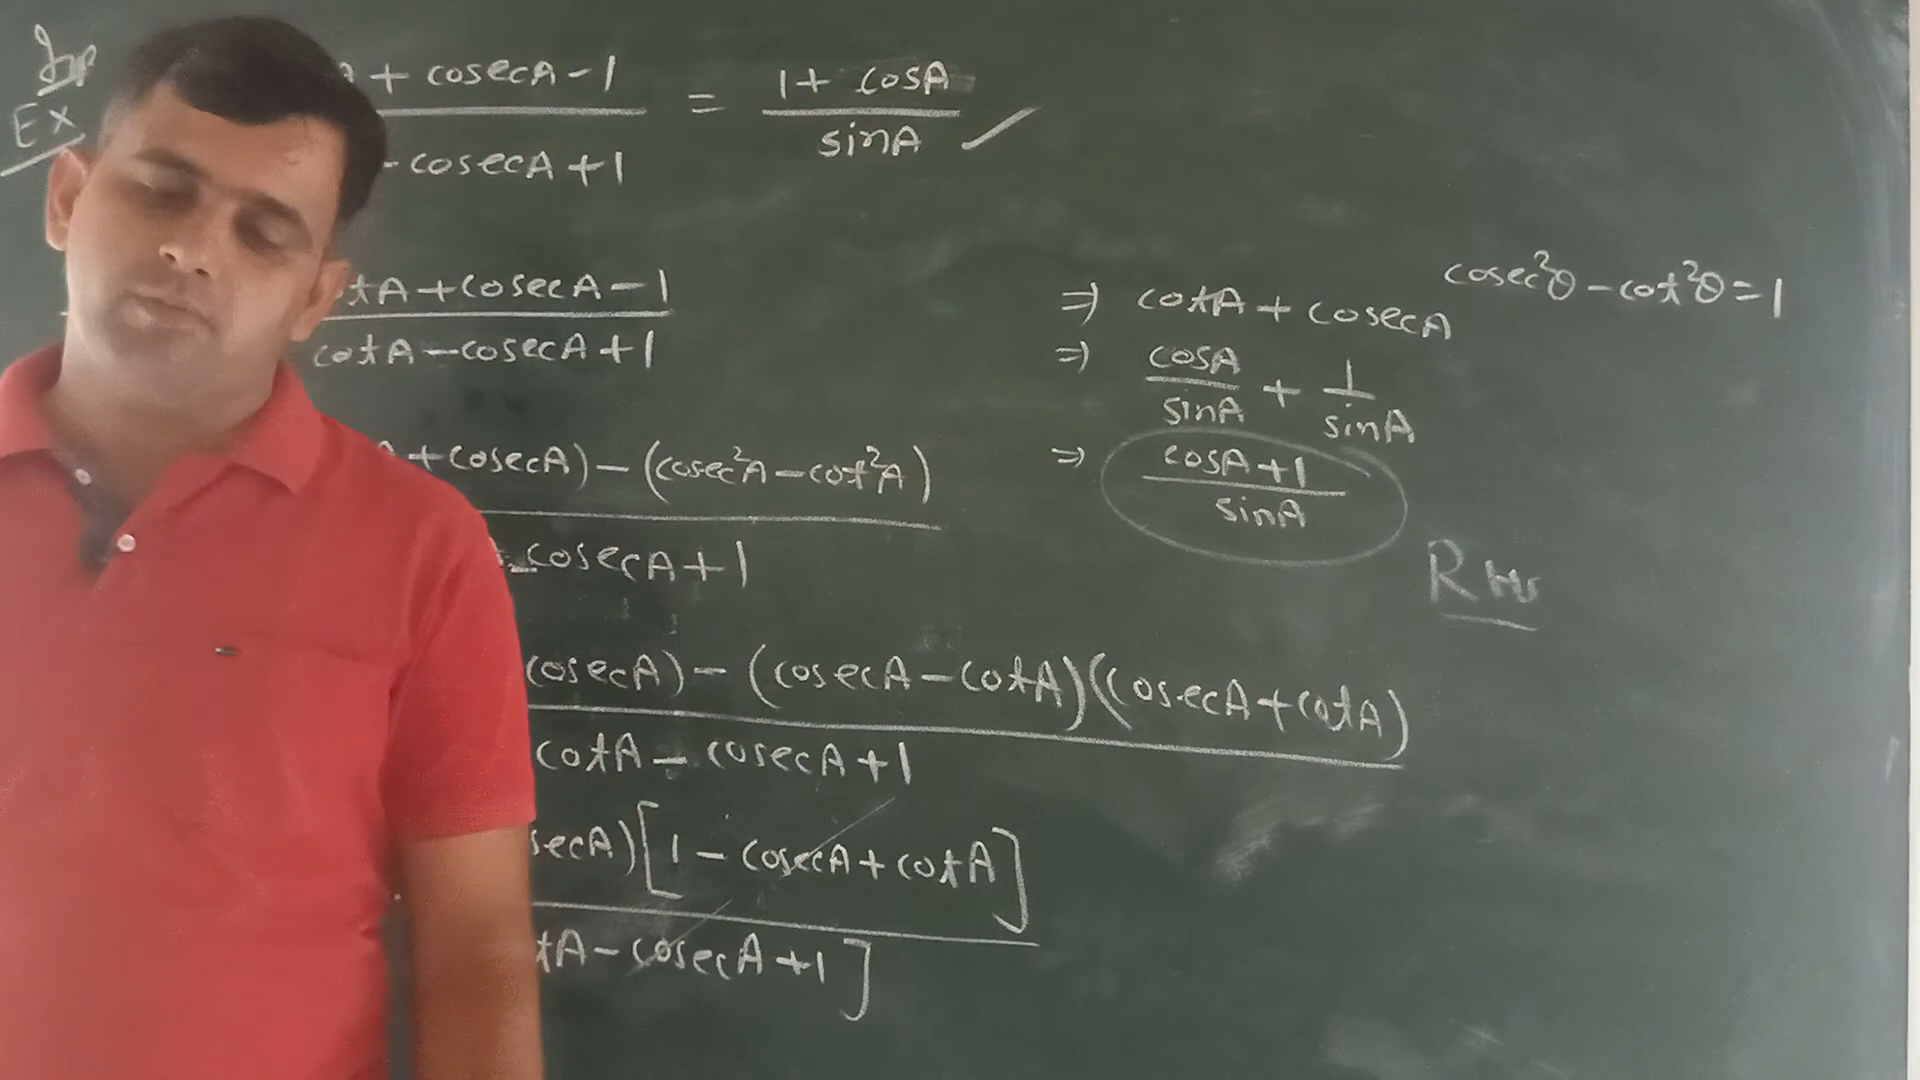 Imp
Ex
+ cosecA - 1 = 1 + cosA
- cosecA + 1 sinA
otA + cosecA - 1
cotA - cosecA + 1
+ cosecA) - (cosec²A - cot²A)
- cosecA + 1
cosecA) - (cosecA - cotA)(cosecA + cotA)
cotA - cosecA + 1
secA)[1 - cosecA + cotA]
tA - cosecA + 1]
cosec²θ - cot²θ = 1
⇒ cotA + cosecA
⇒ cosA + 1
sinA sinA
⇒ cosA + 1
sinA
RHS